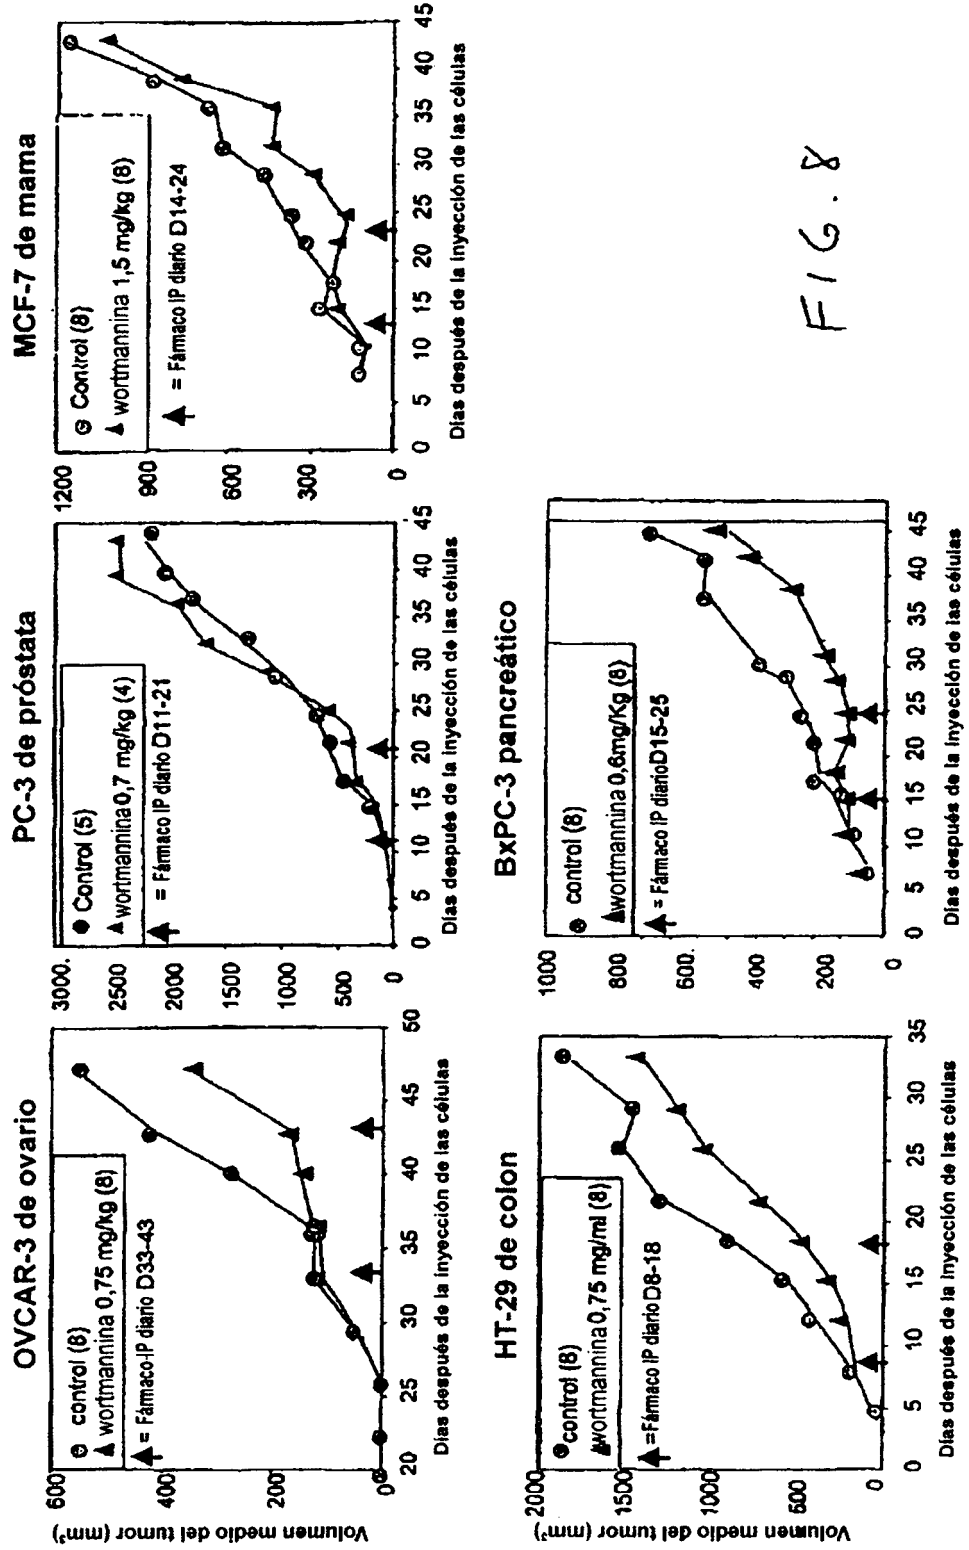 OVCAR-3 de ovario
Volumen medio del tumor (mm³)
600
400
200
0
control (8)
wortmannina 0,75 mg/kg (8)
= Fármaco-IP diario D33-43
20 25 30 35 40 45 50
Días después de la inyección de las células
PC-3 de próstata
3000.
2500
2000
1000
500
0
Control (5)
wortmannina 0,7 mg/kg (4)
= Fármaco IP diario D11-21
0 5 10 15 20 25 30 35 40 45
Días después de la inyección de las células
MCF-7 de mama
1200
900
600
300
0
Control (8)
wortmannina 1,5 mg/kg (8)
= Fármaco IP diario D14-24
0 5 10 15 20 25 30 35 40 45
Días después de la inyección de las células
HT-29 de colon
Volumen medio del tumor (mm³)
2000
1500
1000
500
0
control (8)
wortmannina 0,75 mg/ml (8)
=Fármaco IP diario D8-18
0 5 10 15 20 25 30 35
Días después de la inyección de las células
BxPC-3 pancreático
1000
800
600.
400
200
0
control (8)
wortmannina 0,6mg/Kg (8)
= Fármaco IP diarioD15-25
0 5 10 15 20 25 30 35 40 45
Días después de la inyección de las células
FIG. 8